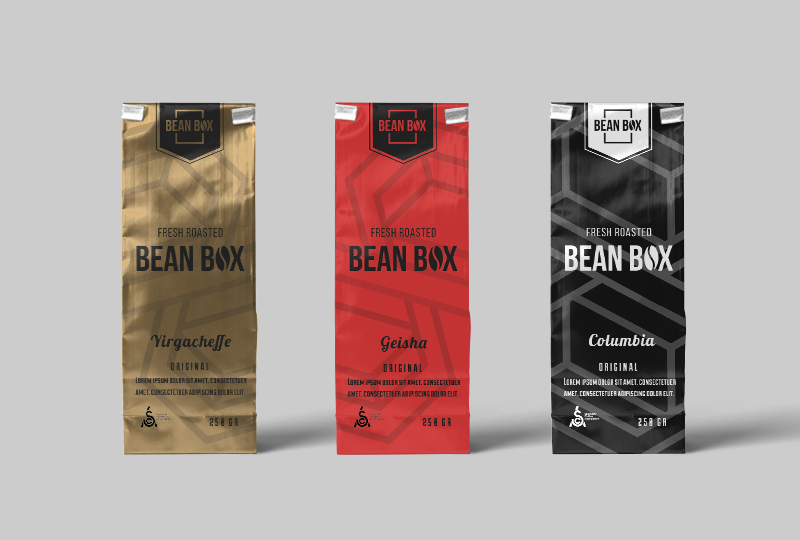 BEAN BOX
FRESH ROASTED
BEAN BOX
Yirgacheffe
ORIGINAL
LOREM IPSUM DOLOR SIT AMET, CONSECTETUER
AMET, CONSECTETUER ADIPISCING DOLOR ELIT.
250 GR
BEAN BOX
FRESH ROASTED
BEAN BOX
Geisha
ORIGINAL
LOREM IPSUM DOLOR SIT AMET, CONSECTETUER
AMET, CONSECTETUER ADIPISCING DOLOR ELIT.
250 GR
BEAN BOX
FRESH ROASTED
BEAN BOX
Columbia
ORIGINAL
LOREM IPSUM DOLOR SIT AMET, CONSECTETUER
AMET, CONSECTETUER ADIPISCING DOLOR ELIT.
250 GR